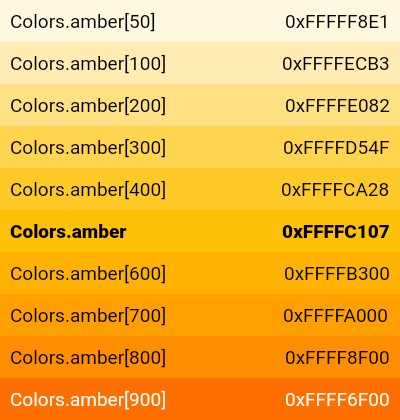 Colors.amber[50] 0xFFFFF8E1
Colors.amber[100] 0xFFFFECB3
Colors.amber[200] 0xFFFFE082
Colors.amber[300] 0xFFFFD54F
Colors.amber[400] 0xFFFFCA28
Colors.amber 0xFFFFC107
Colors.amber[600] 0xFFFFB300
Colors.amber[700] 0xFFFFA000
Colors.amber[800] 0xFFFF8F00
Colors.amber[900] 0xFFFF6F00